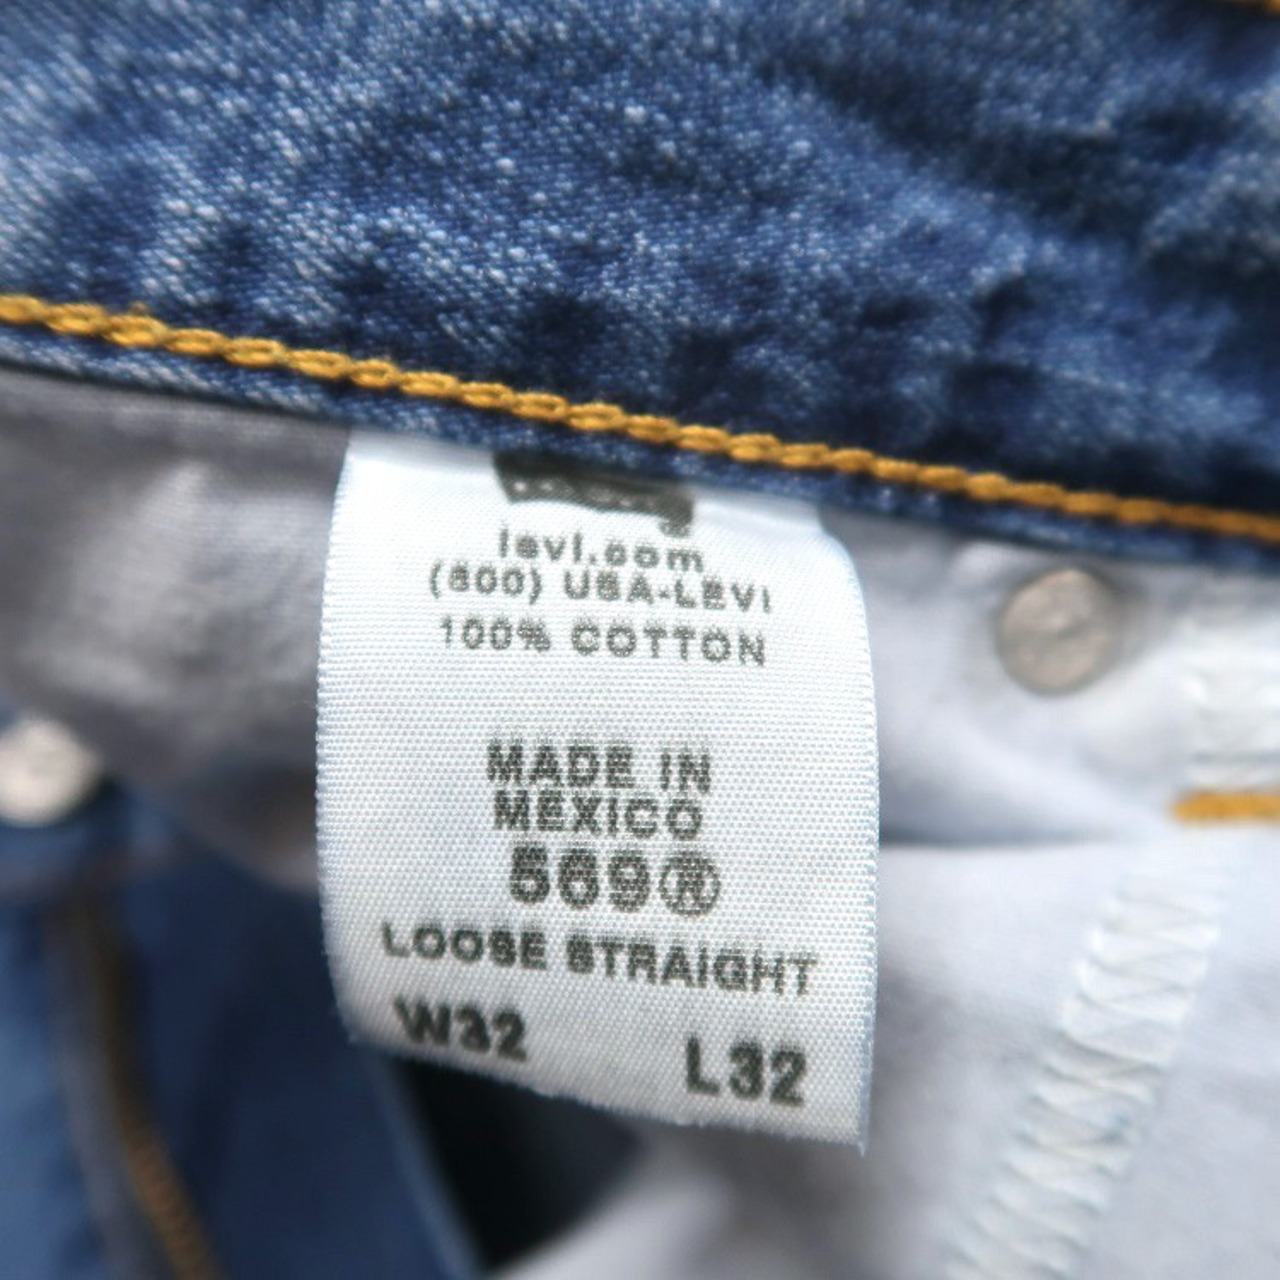 levi.com
(800) USA-LEVI
100% COTTON
MADE IN
MEXICO
569®
LOOSE STRAIGHT
W32 L32